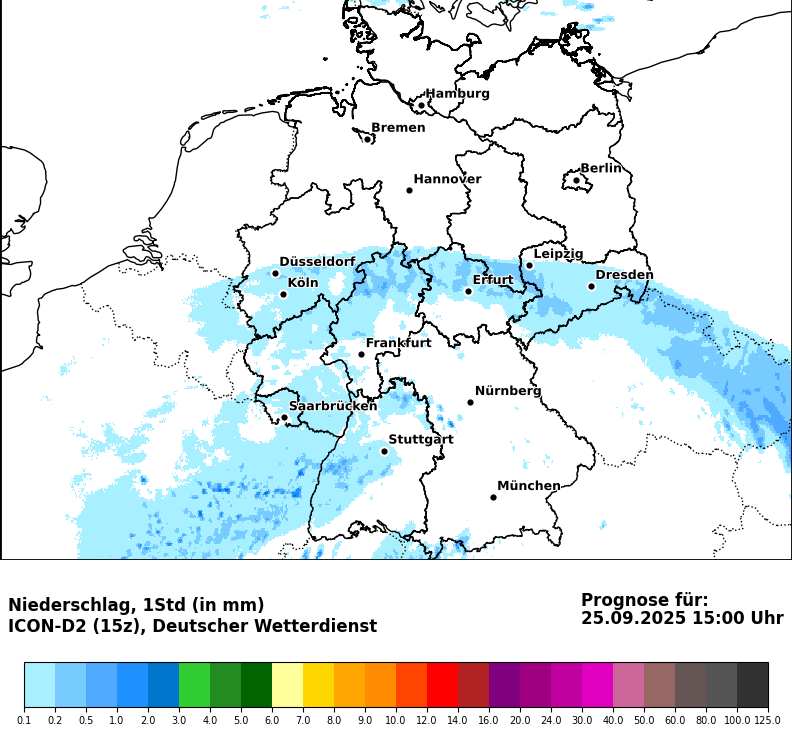 Hamburg
Bremen
Berlin
Hannover
Leipzig
Düsseldorf
Dresden
Köln
Erfurt
Frankfurt
Nürnberg
Saarbrücken
Stuttgart
München
Niederschlag, 1Std (in mm)
ICON-D2 (15z), Deutscher Wetterdienst
Prognose für:
25.09.2025 15:00 Uhr
0.1 0.2 0.5 1.0 2.0 3.0 4.0 5.0 6.0 7.0 8.0 9.0 10.0 12.0 14.0 16.0 20.0 24.0 30.0 40.0 50.0 60.0 80.0 100.0 125.0